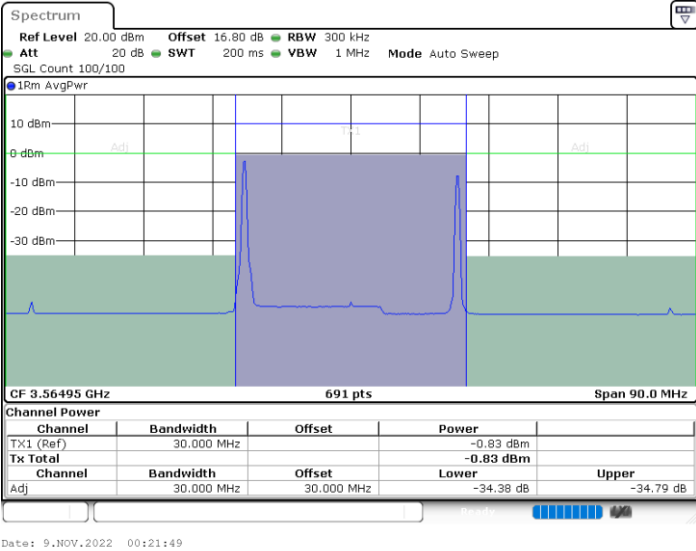 Spectrum
Ref Level 20.00 dBm Offset 16.80 dB RBW 300 kHz
Att 20 dB SWT 200 ms VBW 1 MHz Mode Auto Sweep
SGL Count 100/100
1Rm AvgPwr
10 dBm
TX1
0 dBm
Adj Adj
-10 dBm
-20 dBm
-30 dBm
CF 3.56495 GHz 691 pts Span 90.0 MHz
Channel Power
Channel Bandwidth Offset Power
TX1 (Ref) 30.000 MHz -0.83 dBm
Tx Total -0.83 dBm
Channel Bandwidth Offset Lower Upper
Adj 30.000 MHz 30.000 MHz -34.38 dB -34.79 dB
Ready
Date: 9.NOV.2022 00:21:49